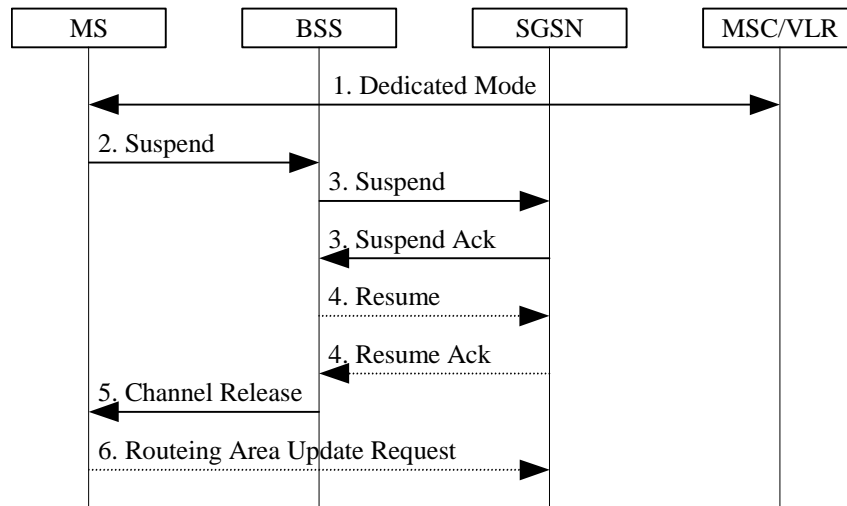 MS
BSS
SGSN
MSC/VLR
1. Dedicated Mode
2. Suspend
3. Suspend
3. Suspend Ack
4. Resume
4. Resume Ack
5. Channel Release
6. Routeing Area Update Request